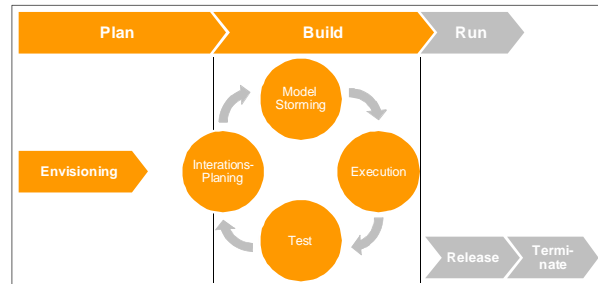 Plan
Build
Run
Model
Storming
Envisioning
Interations-
Planing
Execution
Test
Release
Termi-
nate